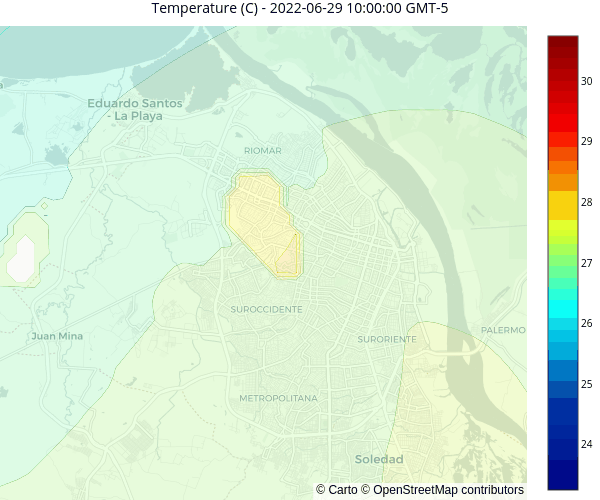 Temperature (C) - 2022-06-29 10:00:00 GMT-5
Eduardo Santos
- La Playa
RIOMAR
SUROCCIDENTE
Juan Mina
SURORIENTE
PALERMO
METROPOLITANA
Soledad
© Carto © OpenStreetMap contributors
30
29
28
27
26
25
24